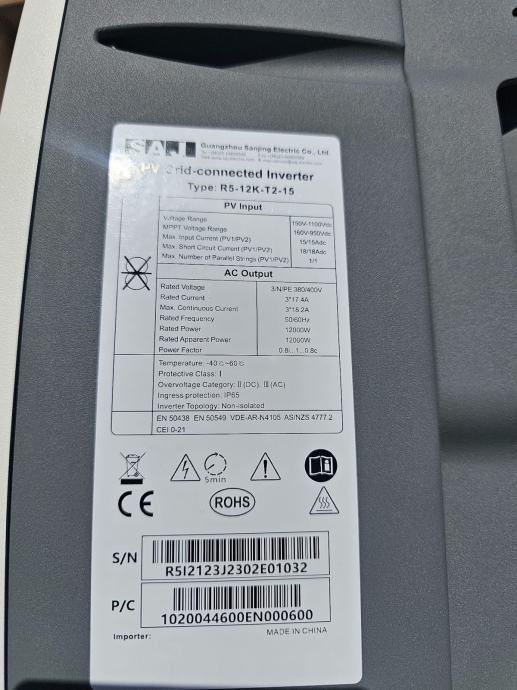 SAJ
Guangzhou Sanjing Electric Co., Ltd.
PV Grid-connected Inverter
Type: R5-12K-T2-15
PV Input
Voltage Range 150V-1100Vdc
MPPT Voltage Range 160V-950Vdc
Max. Input Current (PV1/PV2) 15/15Adc
Max. Short Circuit Current (PV1/PV2) 18/18Adc
Max. Number of Parallel Strings (PV1/PV2) 1/1
AC Output
Rated Voltage 3/N/PE 380/400V
Rated Current 3*17.4A
Max. Continuous Current 3*18.2A
Rated Frequency 50/60Hz
Rated Power 12000W
Rated Apparent Power 12000W
Power Factor 0.8i...1...0.8c
Temperature: -40℃~60℃
Protective Class: I
Overvoltage Category: II (DC), III (AC)
Ingress protection: IP65
Inverter Topology: Non-isolated
EN 50438 EN 50549 VDE-AR-N4105 AS/NZS 4777.2
CEI 0-21
5min
CE
ROHS
S/N
R5I2123J2302E01032
P/C
1020044600EN000600
Importer:
MADE IN CHINA